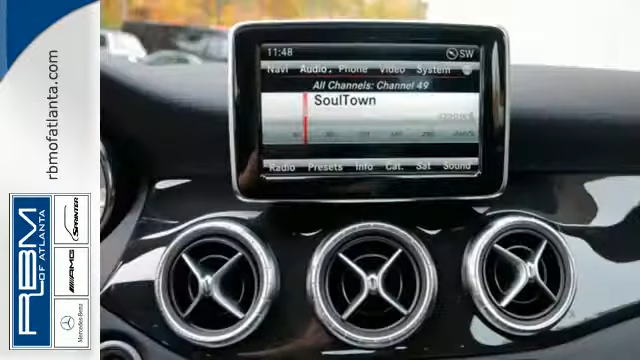 rbmofatlanta.com
RBM
OF ATLANTA
SPRINTER
AMG
Mercedes-Benz
11:48
SW
Navi Audio Phone Video System
All Channels: Channel 49
SoulTown
Radio Presets Info Cat. Sat Sound